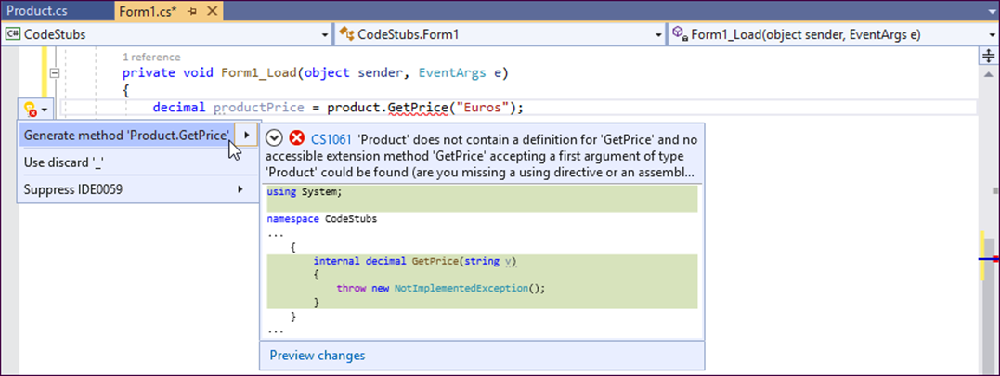 Product.cs
Form1.cs*
C# CodeStubs
CodeStubs.Form1
Form1_Load(object sender, EventArgs e)
1 reference
private void Form1_Load(object sender, EventArgs e)
{
decimal productPrice = product.GetPrice("Euros");
Generate method 'Product.GetPrice'
Use discard '_'
Suppress IDE0059
CS1061 'Product' does not contain a definition for 'GetPrice' and no
accessible extension method 'GetPrice' accepting a first argument of type
'Product' could be found (are you missing a using directive or an assembl...
using System;
namespace CodeStubs
...
{
internal decimal GetPrice(string v)
{
throw new NotImplementedException();
}
}
...
Preview changes